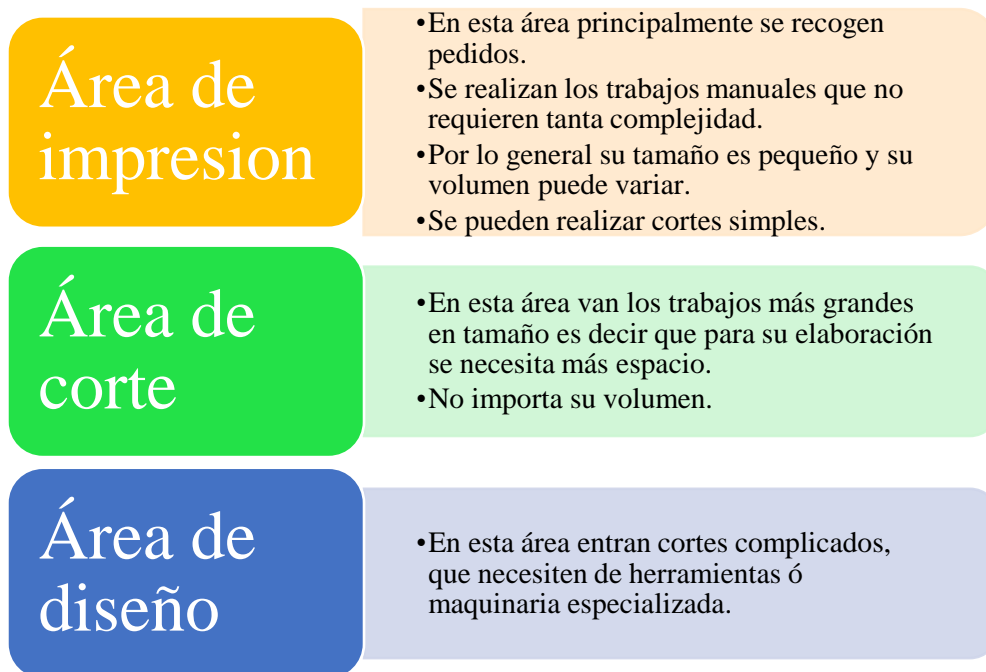 Área de
impresion
•En esta área principalmente se recogen
pedidos.
•Se realizan los trabajos manuales que no
requieren tanta complejidad.
•Por lo general su tamaño es pequeño y su
volumen puede variar.
•Se pueden realizar cortes simples.
Área de
corte
•En esta área van los trabajos más grandes
en tamaño es decir que para su elaboración
se necesita más espacio.
•No importa su volumen.
Área de
diseño
•En esta área entran cortes complicados,
que necesiten de herramientas ó
maquinaria especializada.